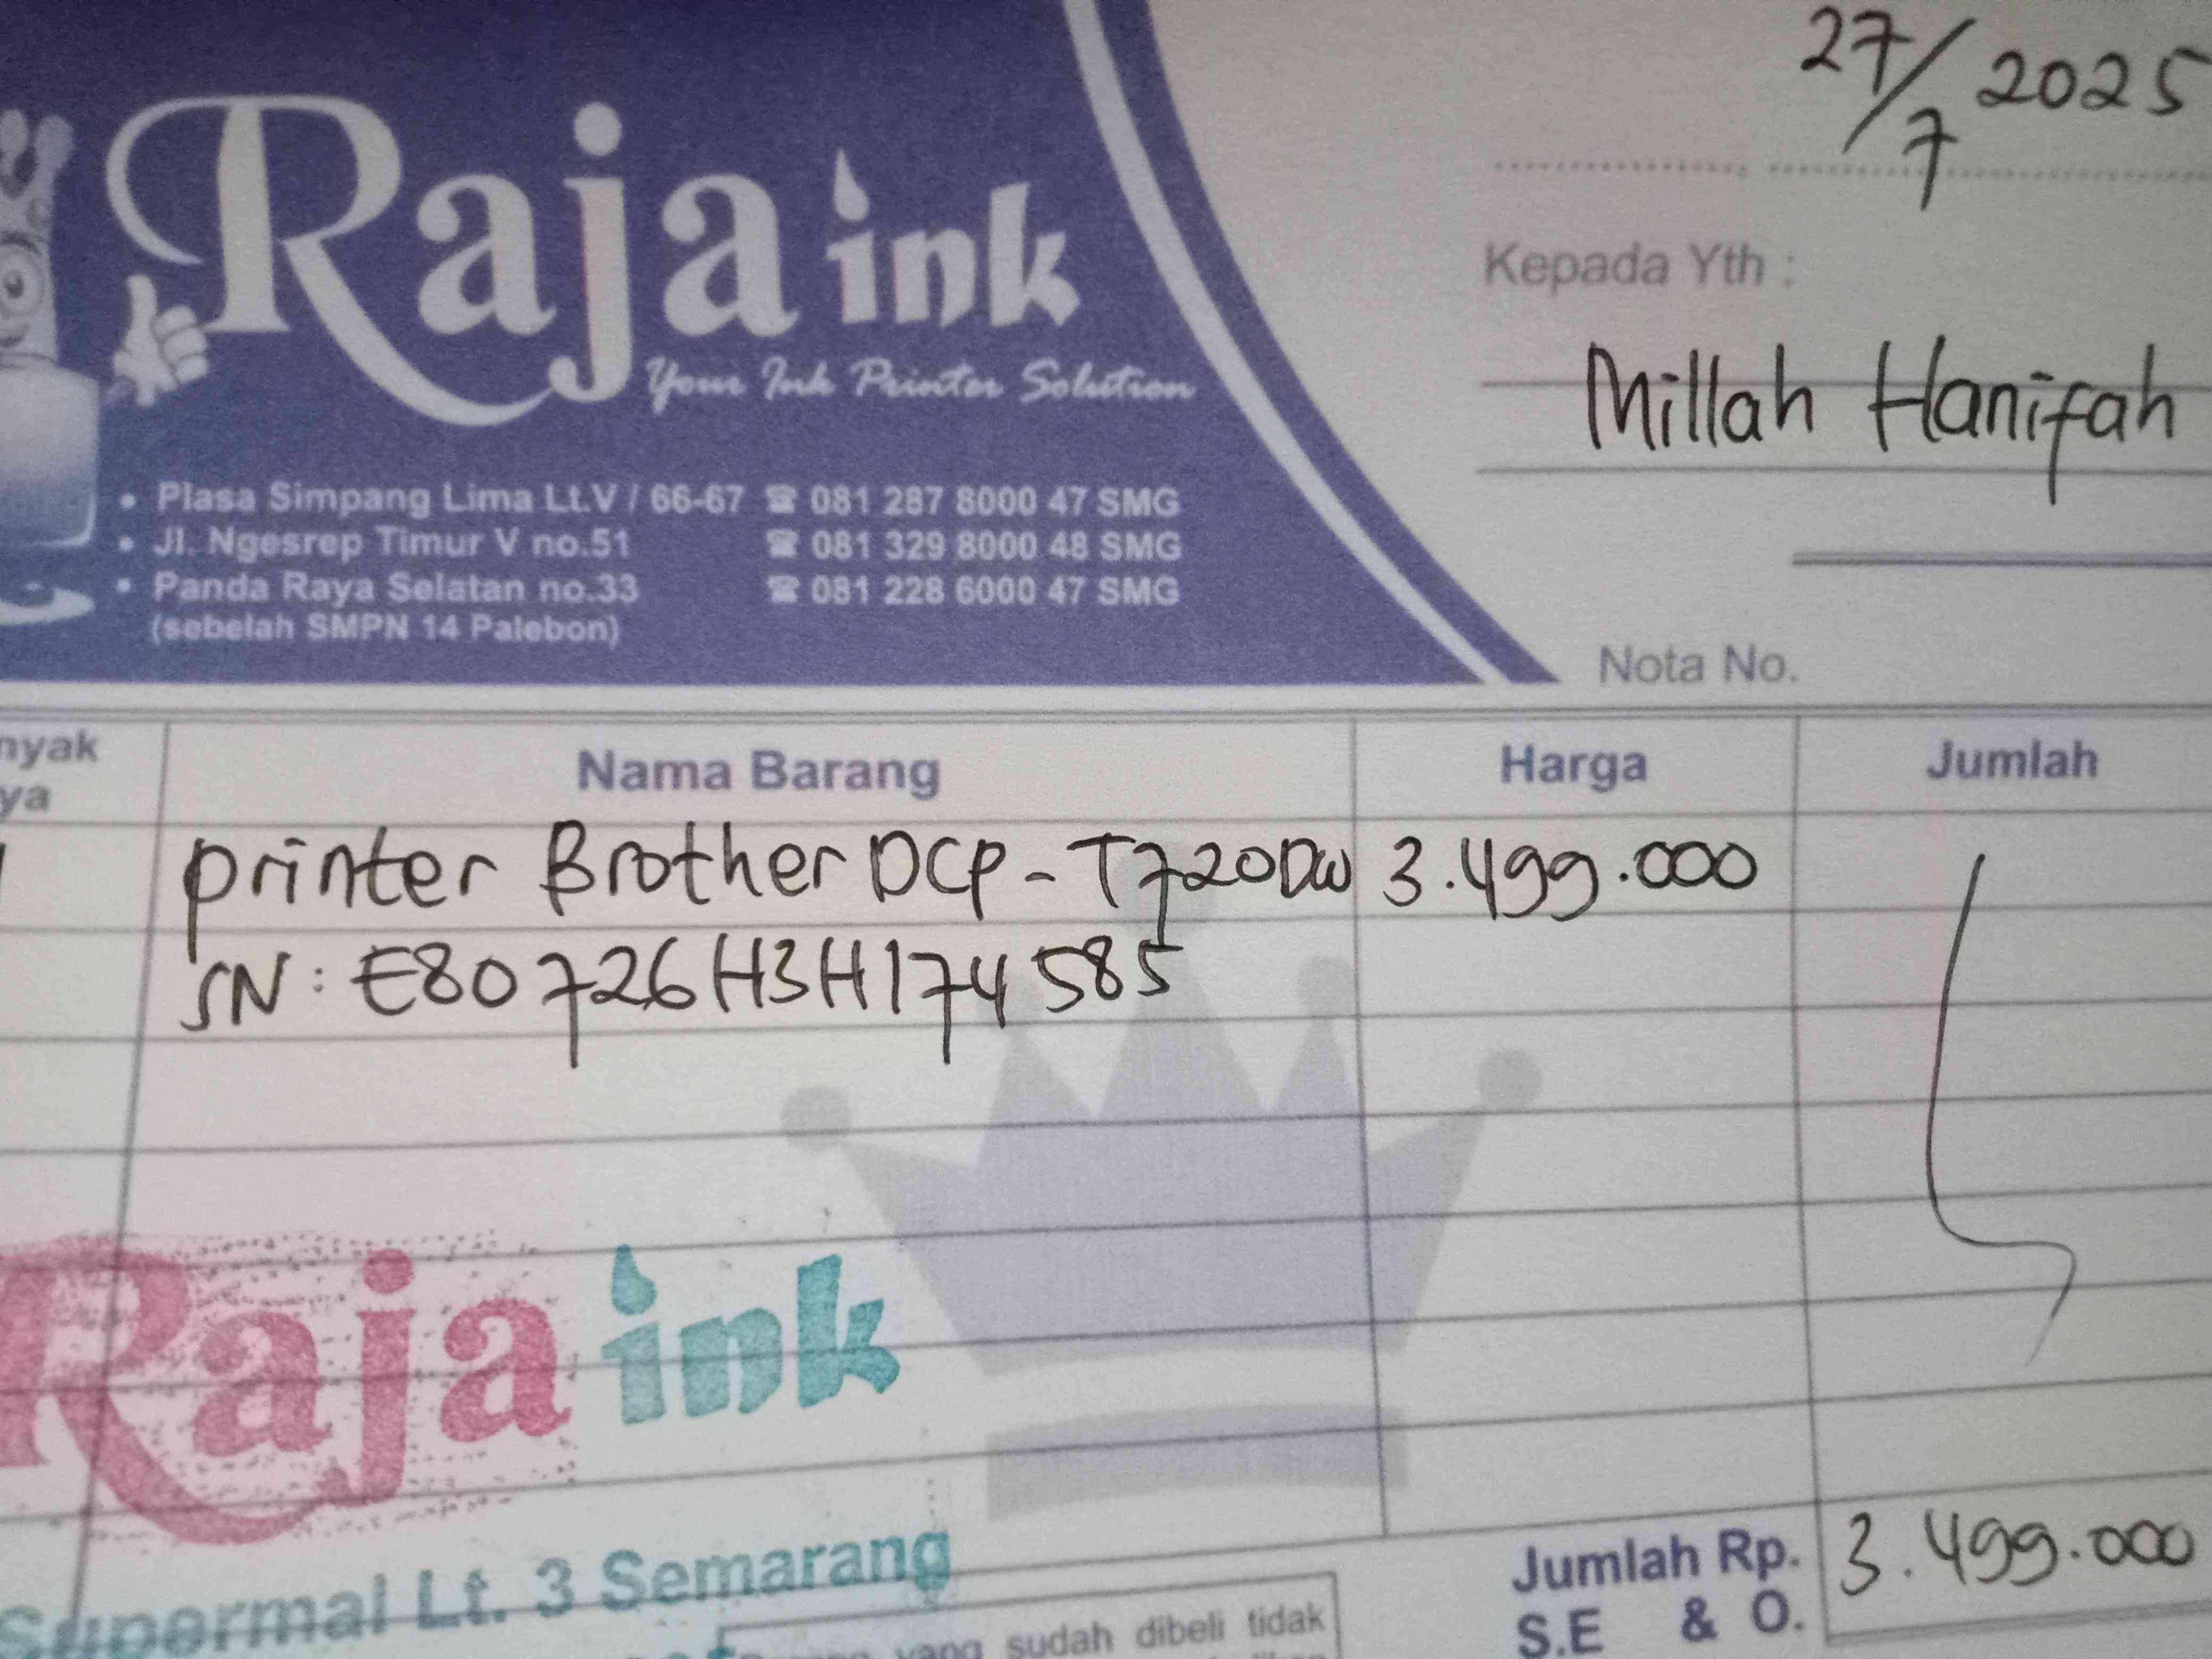 Raja ink
Your Ink Printer Solution
• Plasa Simpang Lima Lt.V / 66-67 ☎ 081 287 8000 47 SMG
• Jl. Ngesrep Timur V no.51 ☎ 081 329 8000 48 SMG
• Panda Raya Selatan no.33 ☎ 081 228 6000 47 SMG
(sebelah SMPN 14 Palebon)
27/7 2025
Kepada Yth :
Millah Hanifah
Nota No.
nyak
ya
Nama Barang Harga Jumlah
printer Brother DCP-T720DW 3.499.000
SN : E80726H3H174585
Raja ink
Supermal Lt. 3 Semarang
Jumlah Rp. 3.499.000
S.E & O.
yang sudah dibeli tidak